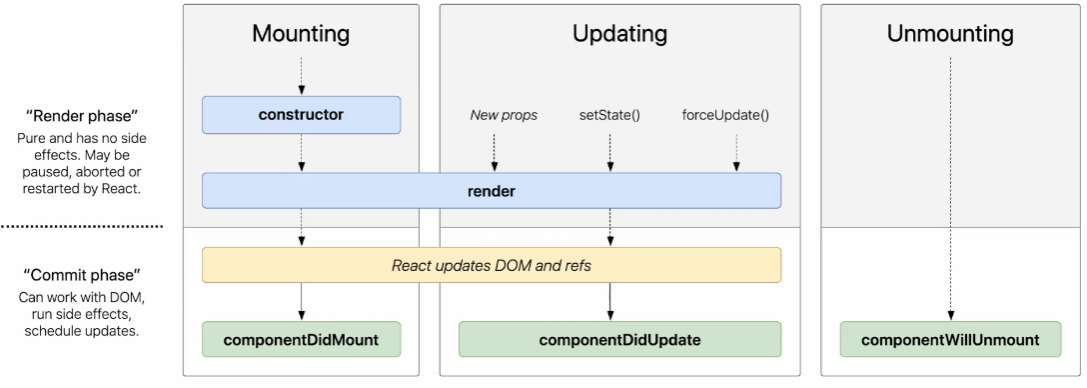 Mounting
Updating
Unmounting
“Render phase”
Pure and has no side
effects. May be
paused, aborted or
restarted by React.
constructor
New props
setState()
forceUpdate()
render
“Commit phase”
Can work with DOM,
run side effects,
schedule updates.
React updates DOM and refs
componentDidMount
componentDidUpdate
componentWillUnmount